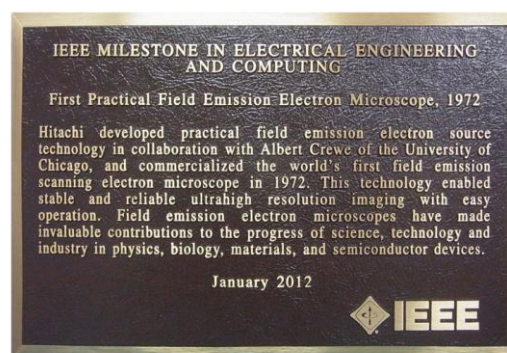 IEEE MILESTONE IN ELECTRICAL ENGINEERING
AND COMPUTING
First Practical Field Emission Electron Microscope, 1972
Hitachi developed practical field emission electron source
technology in collaboration with Albert Crewe of the University of
Chicago, and commercialized the world's first field emission
scanning electron microscope in 1972. This technology enabled
stable and reliable ultrahigh resolution imaging with easy
operation. Field emission electron microscopes have made
invaluable contributions to the progress of science, technology and
industry in physics, biology, materials, and semiconductor devices.
January 2012
IEEE